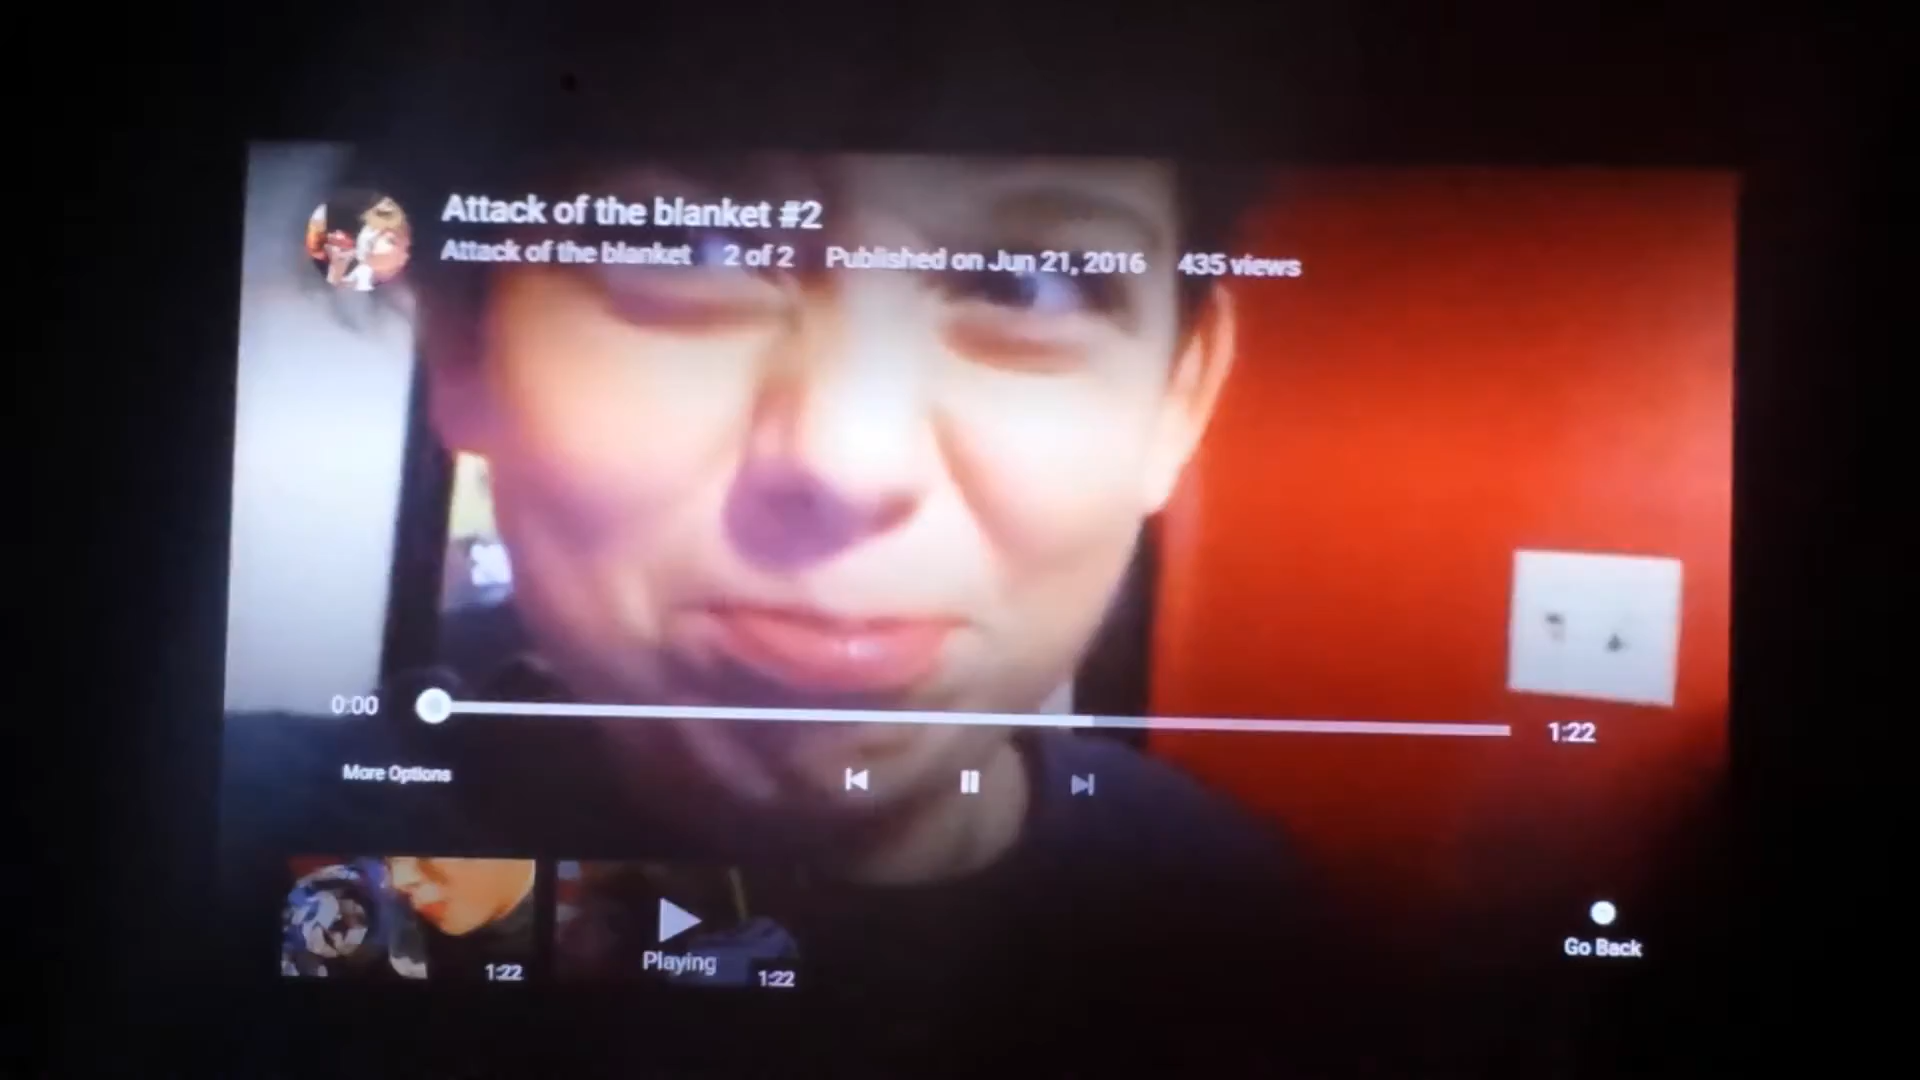 Attack of the blanket #2
Attack of the blanket 2 of 2 Published on Jun 21, 2016 435 views
0:00 1:22
More Options
1:22
Playing 1:22
Go Back